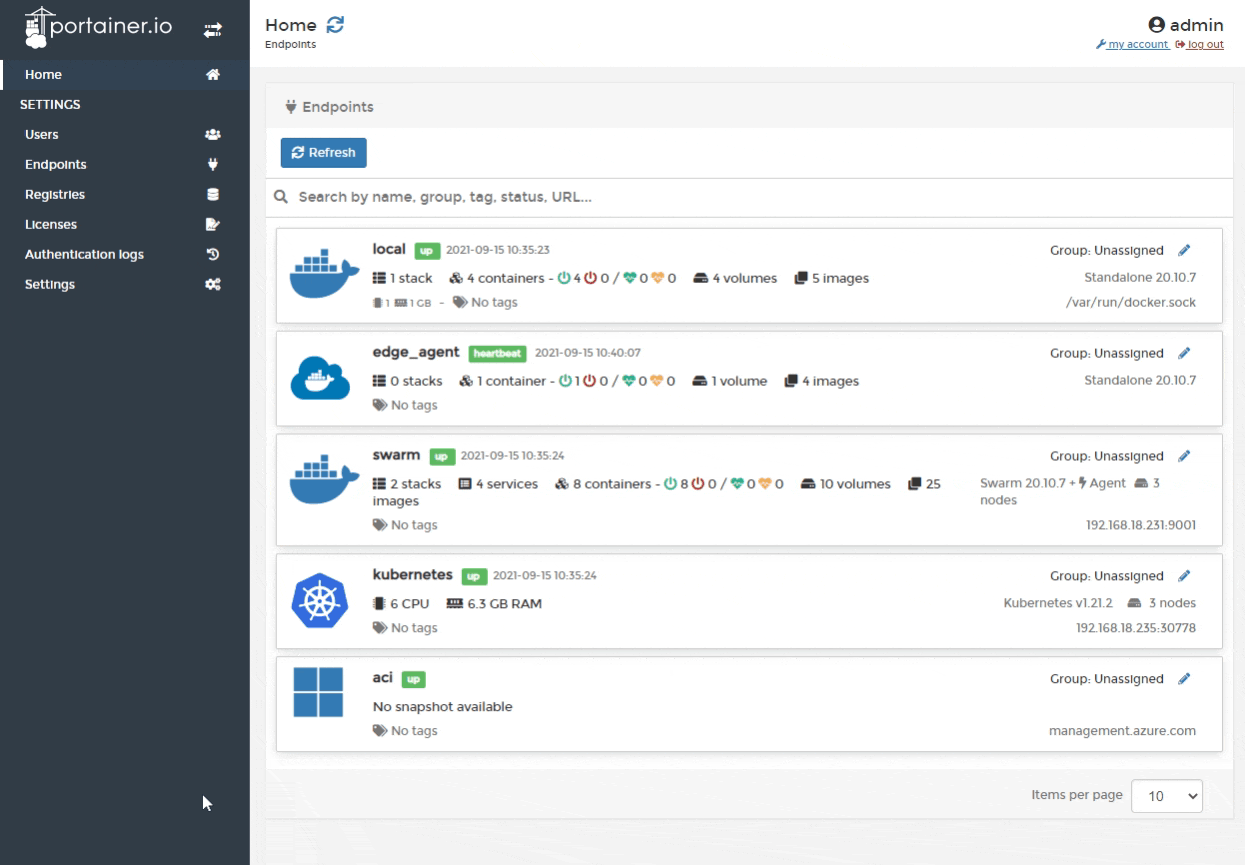 portainer.io
Home
SETTINGS
Users
Endpoints
Registries
Licenses
Authentication logs
Settings
Home
Endpoints
admin
my account log out
Endpoints
Refresh
Search by name, group, tag, status, URL...
local up 2021-09-15 10:35:23 Group: Unassigned
1 stack 4 containers - 4 0 / 0 0 4 volumes 5 images Standalone 20.10.7
1 1 GB - No tags /var/run/docker.sock
edge_agent heartbeat 2021-09-15 10:40:07 Group: Unassigned
0 stacks 1 container - 1 0 / 0 0 1 volume 4 images Standalone 20.10.7
No tags
swarm up 2021-09-15 10:35:24 Group: Unassigned
2 stacks 4 services 8 containers - 8 0 / 0 0 10 volumes 25
images
Swarm 20.10.7 + Agent 3
nodes
No tags 192.168.18.231:9001
kubernetes up 2021-09-15 10:35:24 Group: Unassigned
6 CPU 6.3 GB RAM Kubernetes v1.21.2 3 nodes
No tags 192.168.18.235:30778
aci up Group: Unassigned
No snapshot available
No tags management.azure.com
Items per page 10